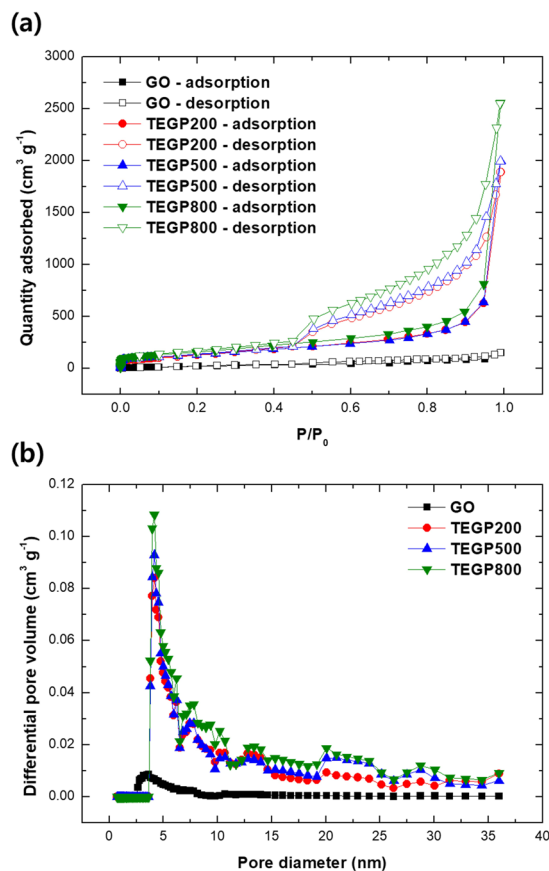 (a)
3000
2500
2000
1500
1000
500
0
Quantity adsorbed (cm³ g⁻¹)
GO - adsorption
GO - desorption
TEGP200 - adsorption
TEGP200 - desorption
TEGP500 - adsorption
TEGP500 - desorption
TEGP800 - adsorption
TEGP800 - desorption
0.0 0.2 0.4 0.6 0.8 1.0
P/P₀
(b)
0.12
0.10
0.08
0.06
0.04
0.02
0.00
Differential pore volume (cm³ g⁻¹)
GO
TEGP200
TEGP500
TEGP800
0 5 10 15 20 25 30 35 40
Pore diameter (nm)